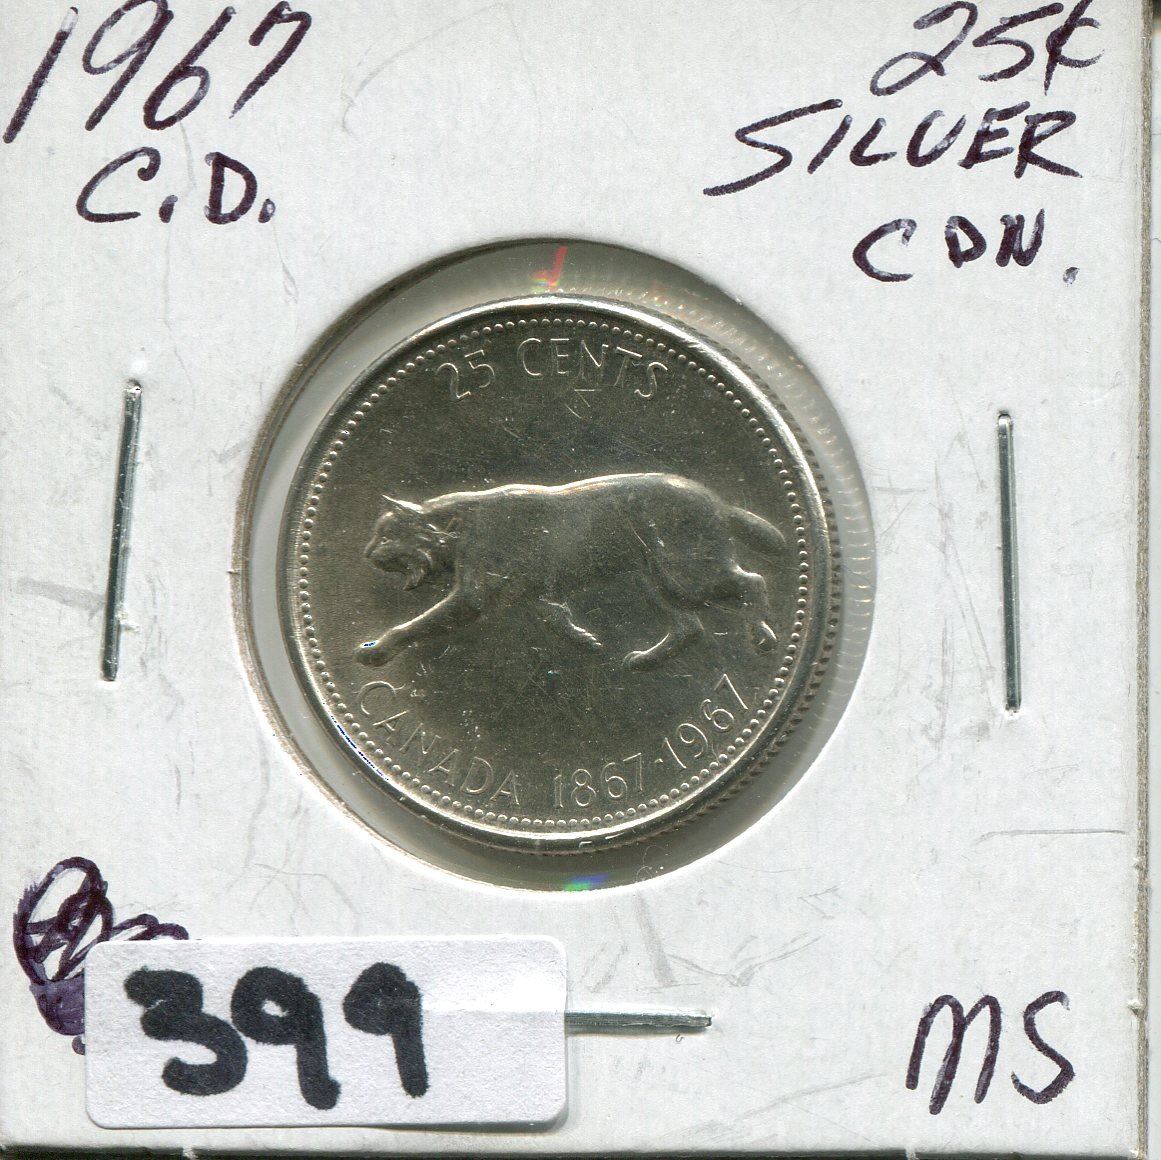 1967
C.D.
25¢
SILVER
CDN.
25 CENTS
CANADA 1867·1967
399
MS